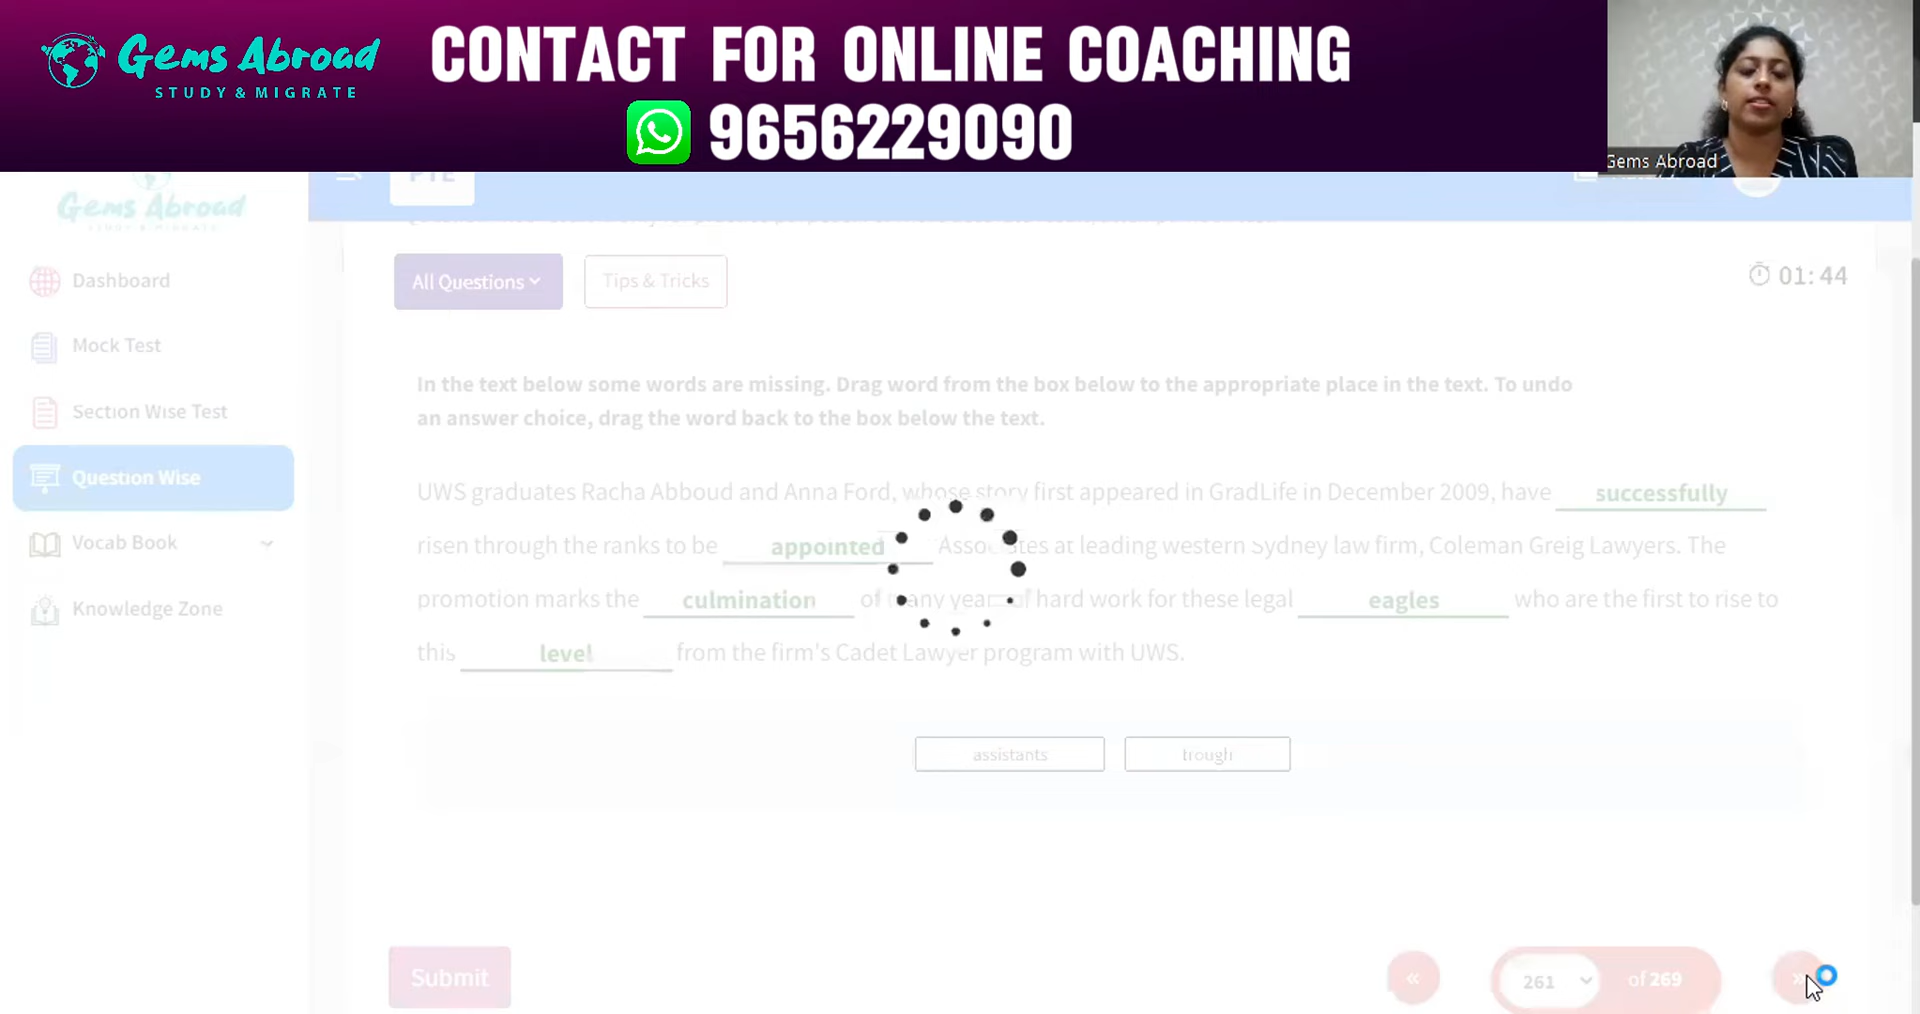 Gems Abroad
STUDY & MIGRATE
CONTACT FOR ONLINE COACHING
9656229090
Gems Abroad
PTE
Gems Abroad
STUDY & MIGRATE
All Questions
Tips & Tricks
01: 44
Dashboard
Mock Test
Section Wise Test
Question Wise
Vocab Book
Knowledge Zone
In the text below some words are missing. Drag word from the box below to the appropriate place in the text. To undo
an answer choice, drag the word back to the box below the text.
UWS graduates Racha Abboud and Anna Ford, whose story first appeared in GradLife in December 2009, have successfully
risen through the ranks to be appointed Associates at leading western Sydney law firm, Coleman Greig Lawyers. The
promotion marks the culmination of many years of hard work for these legal eagles who are the first to rise to
this level from the firm's Cadet Lawyer program with UWS.
assistants
trough
Submit
«
261
of 269
»